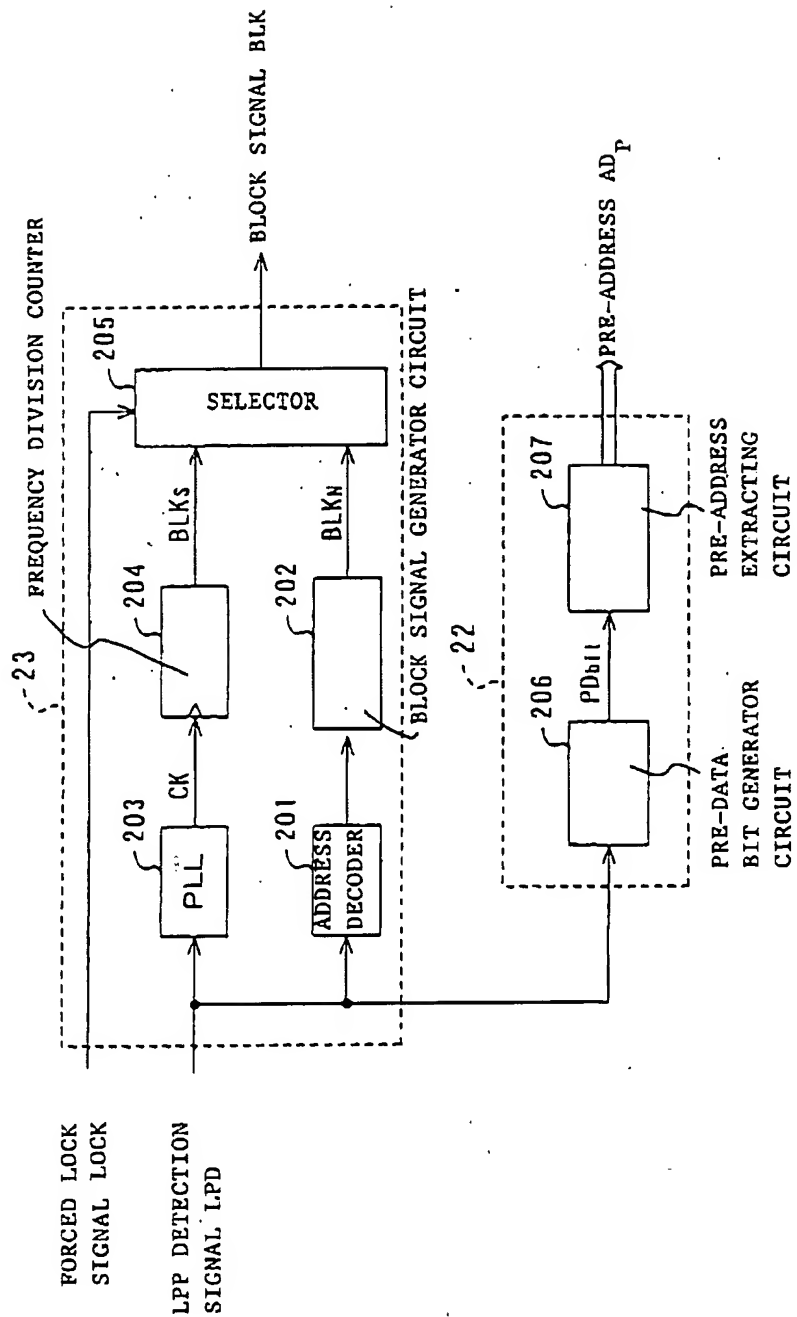 FORCED LOCK
SIGNAL LOCK
LPP DETECTION
SIGNAL LPD
23
FREQUENCY DIVISION COUNTER
203
PLL
CK
204
BLKS
205
SELECTOR
BLOCK SIGNAL BLK
201
ADDRESS
DECODER
202
BLKN
BLOCK SIGNAL GENERATOR CIRCUIT
22
206
PDbit
207
PRE-ADDRESS ADP
PRE-DATA
BIT GENERATOR
CIRCUIT
PRE-ADDRESS
EXTRACTING
CIRCUIT